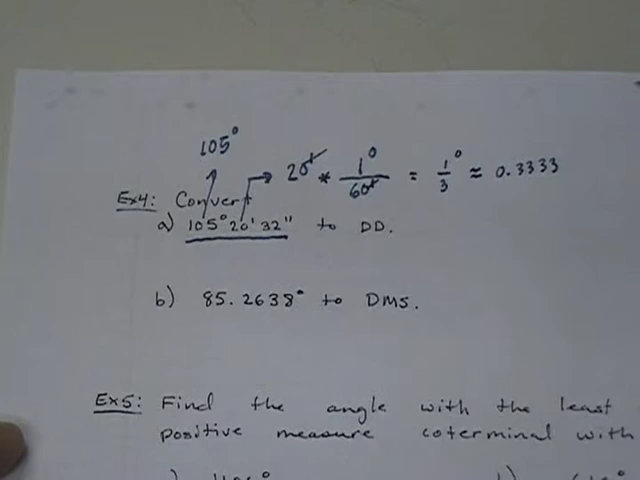 105°
20' * 1°/60' = 1/3° ≈ 0.3333
Ex4: Convert
a) 105°20'32" to DD.
b) 85.2638° to DMS.
Ex5: Find the angle with the least
positive measure coterminal with